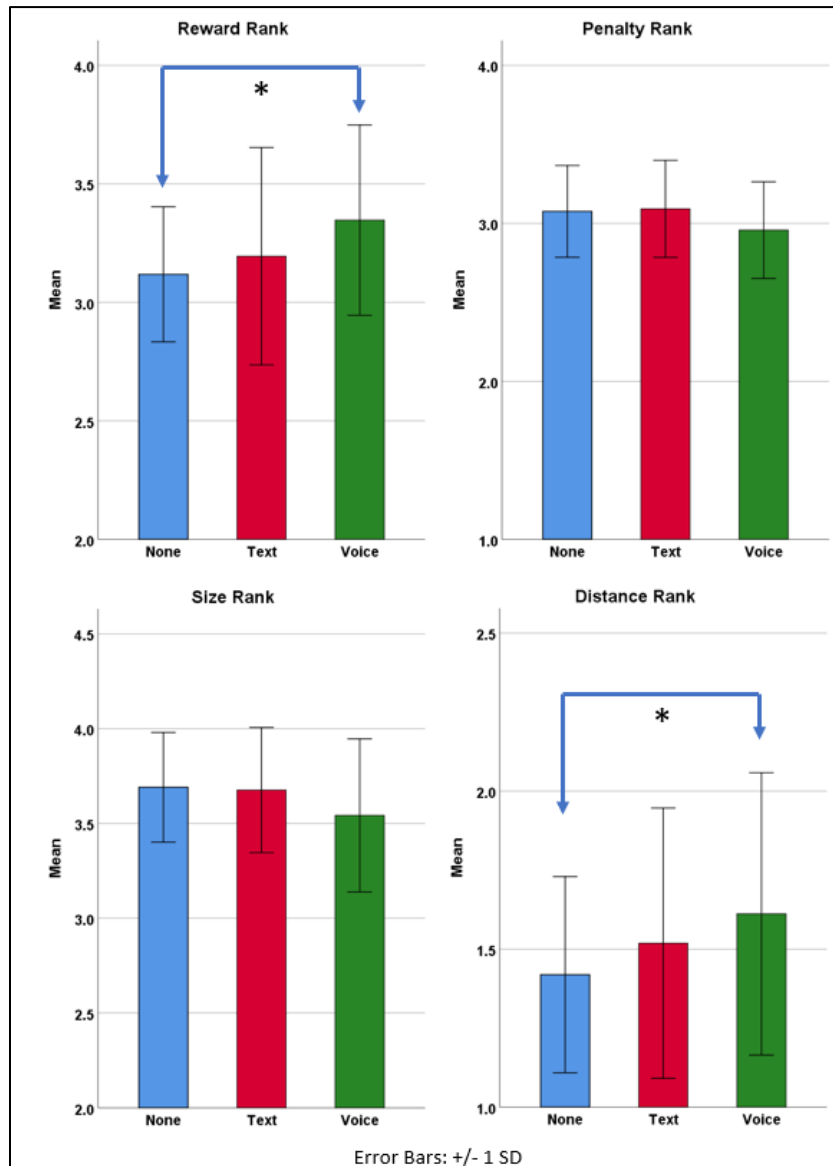 Reward Rank
4.0
3.5
3.0
2.5
2.0
Mean
*
None Text Voice
Penalty Rank
4.0
3.0
2.0
1.0
Mean
None Text Voice
Size Rank
4.5
4.0
3.5
3.0
2.5
2.0
Mean
None Text Voice
Distance Rank
2.5
2.0
1.5
1.0
Mean
*
None Text Voice
Error Bars: +/- 1 SD